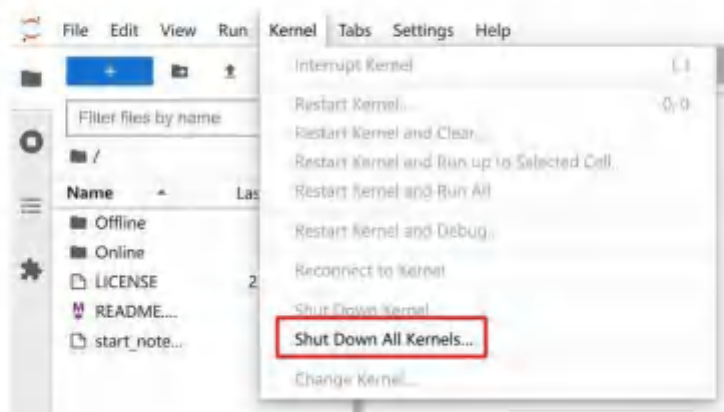 File Edit View Run Kernel Tabs Settings Help
Interrupt Kernel I, I
Filter files by name
Restart Kernel... 0, 0
Restart Kernel and Clear...
Restart Kernel and Run up to Selected Cell...
/
Restart Kernel and Run All
Name Las
Offline
Restart Kernel and Debug...
Online
Reconnect to Kernel
LICENSE 2
README....
Shut Down Kernel
start_note...
Shut Down All Kernels...
Change Kernel...